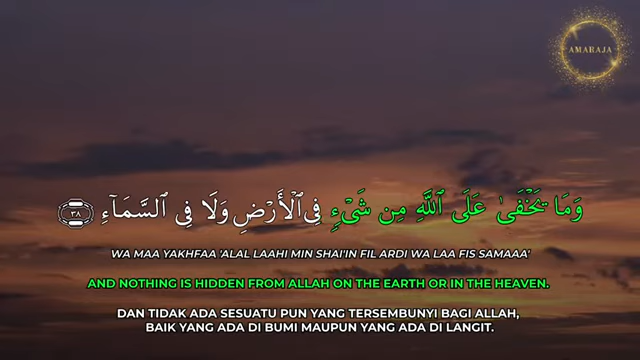 AMARAJA
وَمَا يَخْفَىٰ عَلَى ٱللَّهِ مِن شَىْءٍ فِى ٱلْأَرْضِ وَلَا فِى ٱلسَّمَآءِ ٣٨
WA MAA YAKHFAA 'ALAL LAAHI MIN SHAI'IN FIL ARDI WA LAA FIS SAMAAA'
AND NOTHING IS HIDDEN FROM ALLAH ON THE EARTH OR IN THE HEAVEN.
DAN TIDAK ADA SESUATU PUN YANG TERSEMBUNYI BAGI ALLAH,
BAIK YANG ADA DI BUMI MAUPUN YANG ADA DI LANGIT.